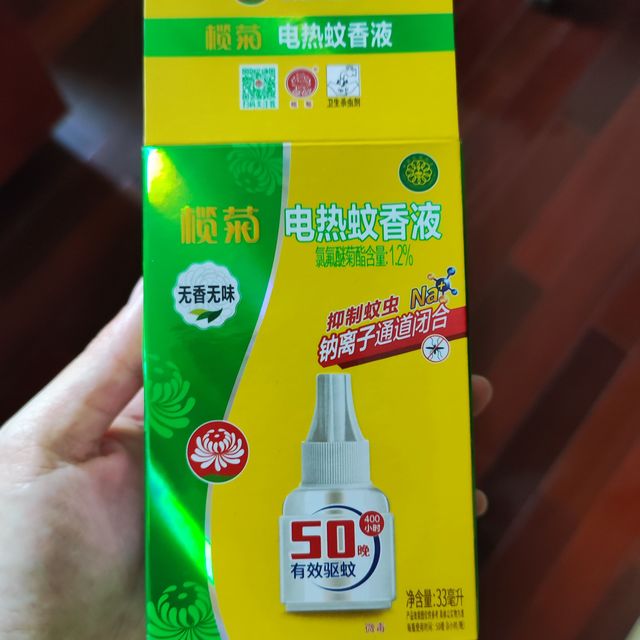 榄菊 电热蚊香液
卫生杀虫剂
榄菊 电热蚊香液
氯氟醚菊酯含量:1.2%
无香无味
Na+
抑制蚊虫
钠离子通道闭合
400
小时
50晚
有效驱蚊
净含量:33毫升
微毒